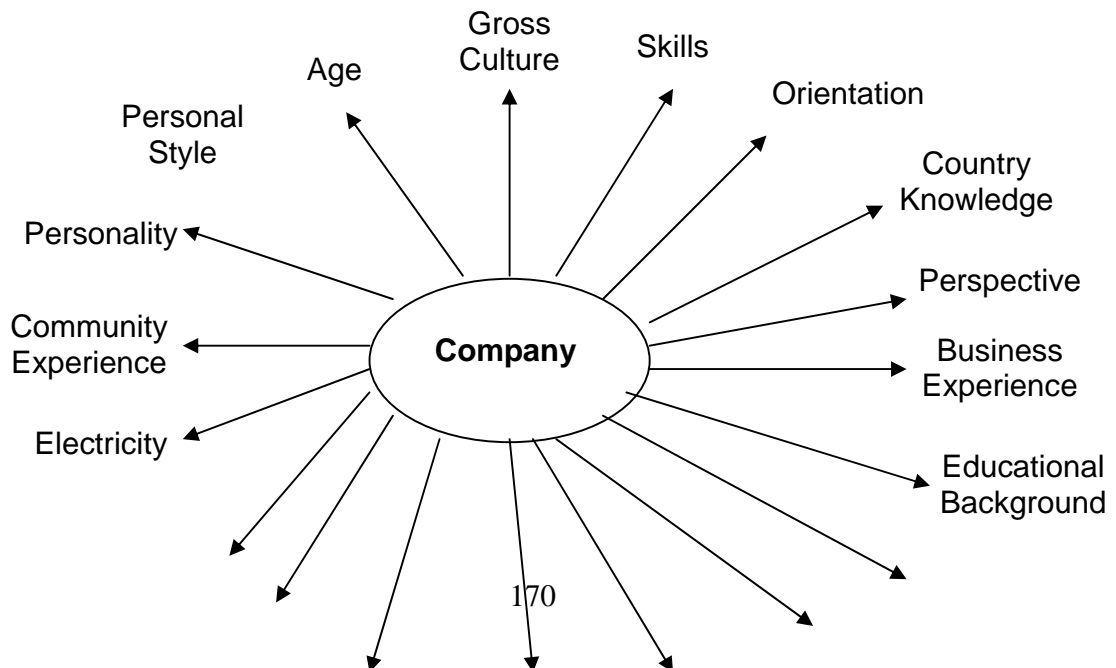 Gross
Culture
Skills
Age
Orientation
Personal
Style
Country
Knowledge
Personality
Perspective
Community
Experience
Company
Business
Experience
Electricity
Educational
Background
170